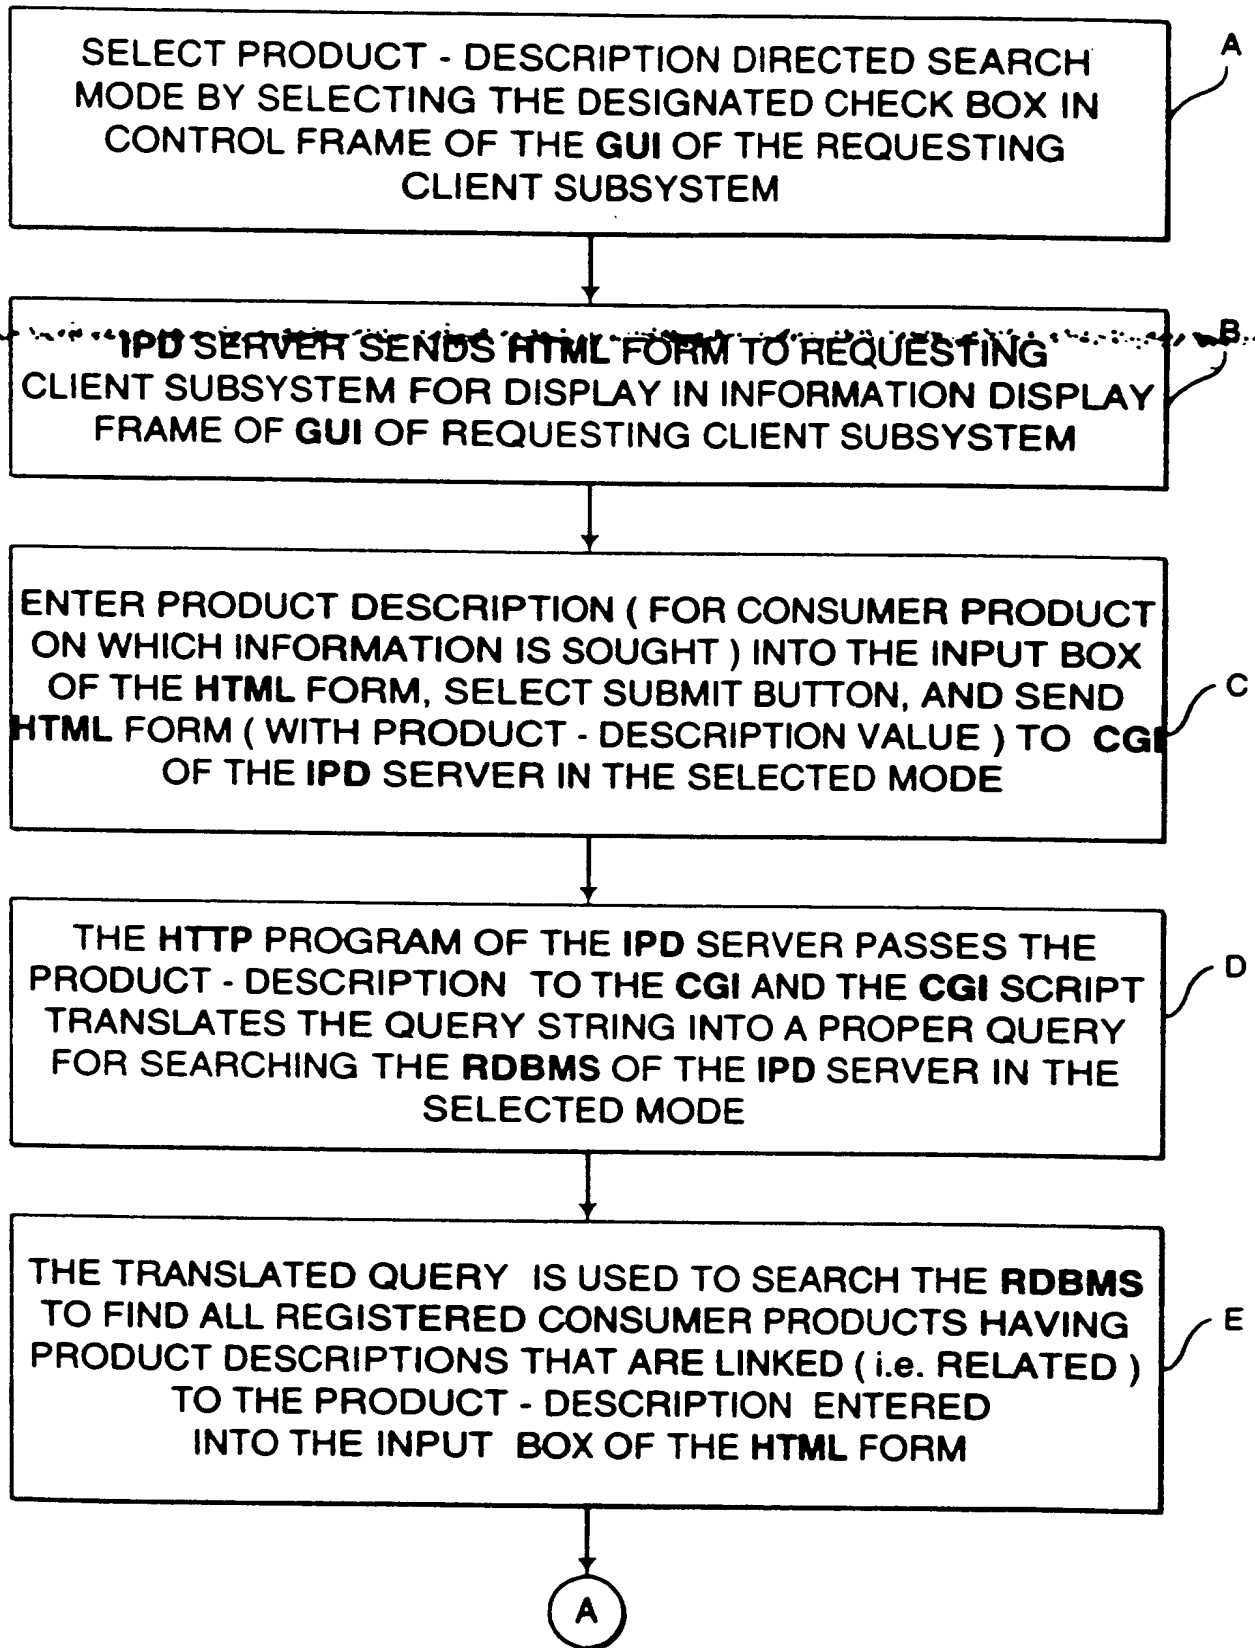 SELECT PRODUCT - DESCRIPTION DIRECTED SEARCH
MODE BY SELECTING THE DESIGNATED CHECK BOX IN
CONTROL FRAME OF THE GUI OF THE REQUESTING
CLIENT SUBSYSTEM
A
IPD SERVER SENDS HTML FORM TO REQUESTING
CLIENT SUBSYSTEM FOR DISPLAY IN INFORMATION DISPLAY
FRAME OF GUI OF REQUESTING CLIENT SUBSYSTEM
B
ENTER PRODUCT DESCRIPTION ( FOR CONSUMER PRODUCT
ON WHICH INFORMATION IS SOUGHT ) INTO THE INPUT BOX
OF THE HTML FORM, SELECT SUBMIT BUTTON, AND SEND
HTML FORM ( WITH PRODUCT - DESCRIPTION VALUE ) TO CGI
OF THE IPD SERVER IN THE SELECTED MODE
C
THE HTTP PROGRAM OF THE IPD SERVER PASSES THE
PRODUCT - DESCRIPTION TO THE CGI AND THE CGI SCRIPT
TRANSLATES THE QUERY STRING INTO A PROPER QUERY
FOR SEARCHING THE RDBMS OF THE IPD SERVER IN THE
SELECTED MODE
D
THE TRANSLATED QUERY IS USED TO SEARCH THE RDBMS
TO FIND ALL REGISTERED CONSUMER PRODUCTS HAVING
PRODUCT DESCRIPTIONS THAT ARE LINKED ( i.e. RELATED )
TO THE PRODUCT - DESCRIPTION ENTERED
INTO THE INPUT BOX OF THE HTML FORM
E
A